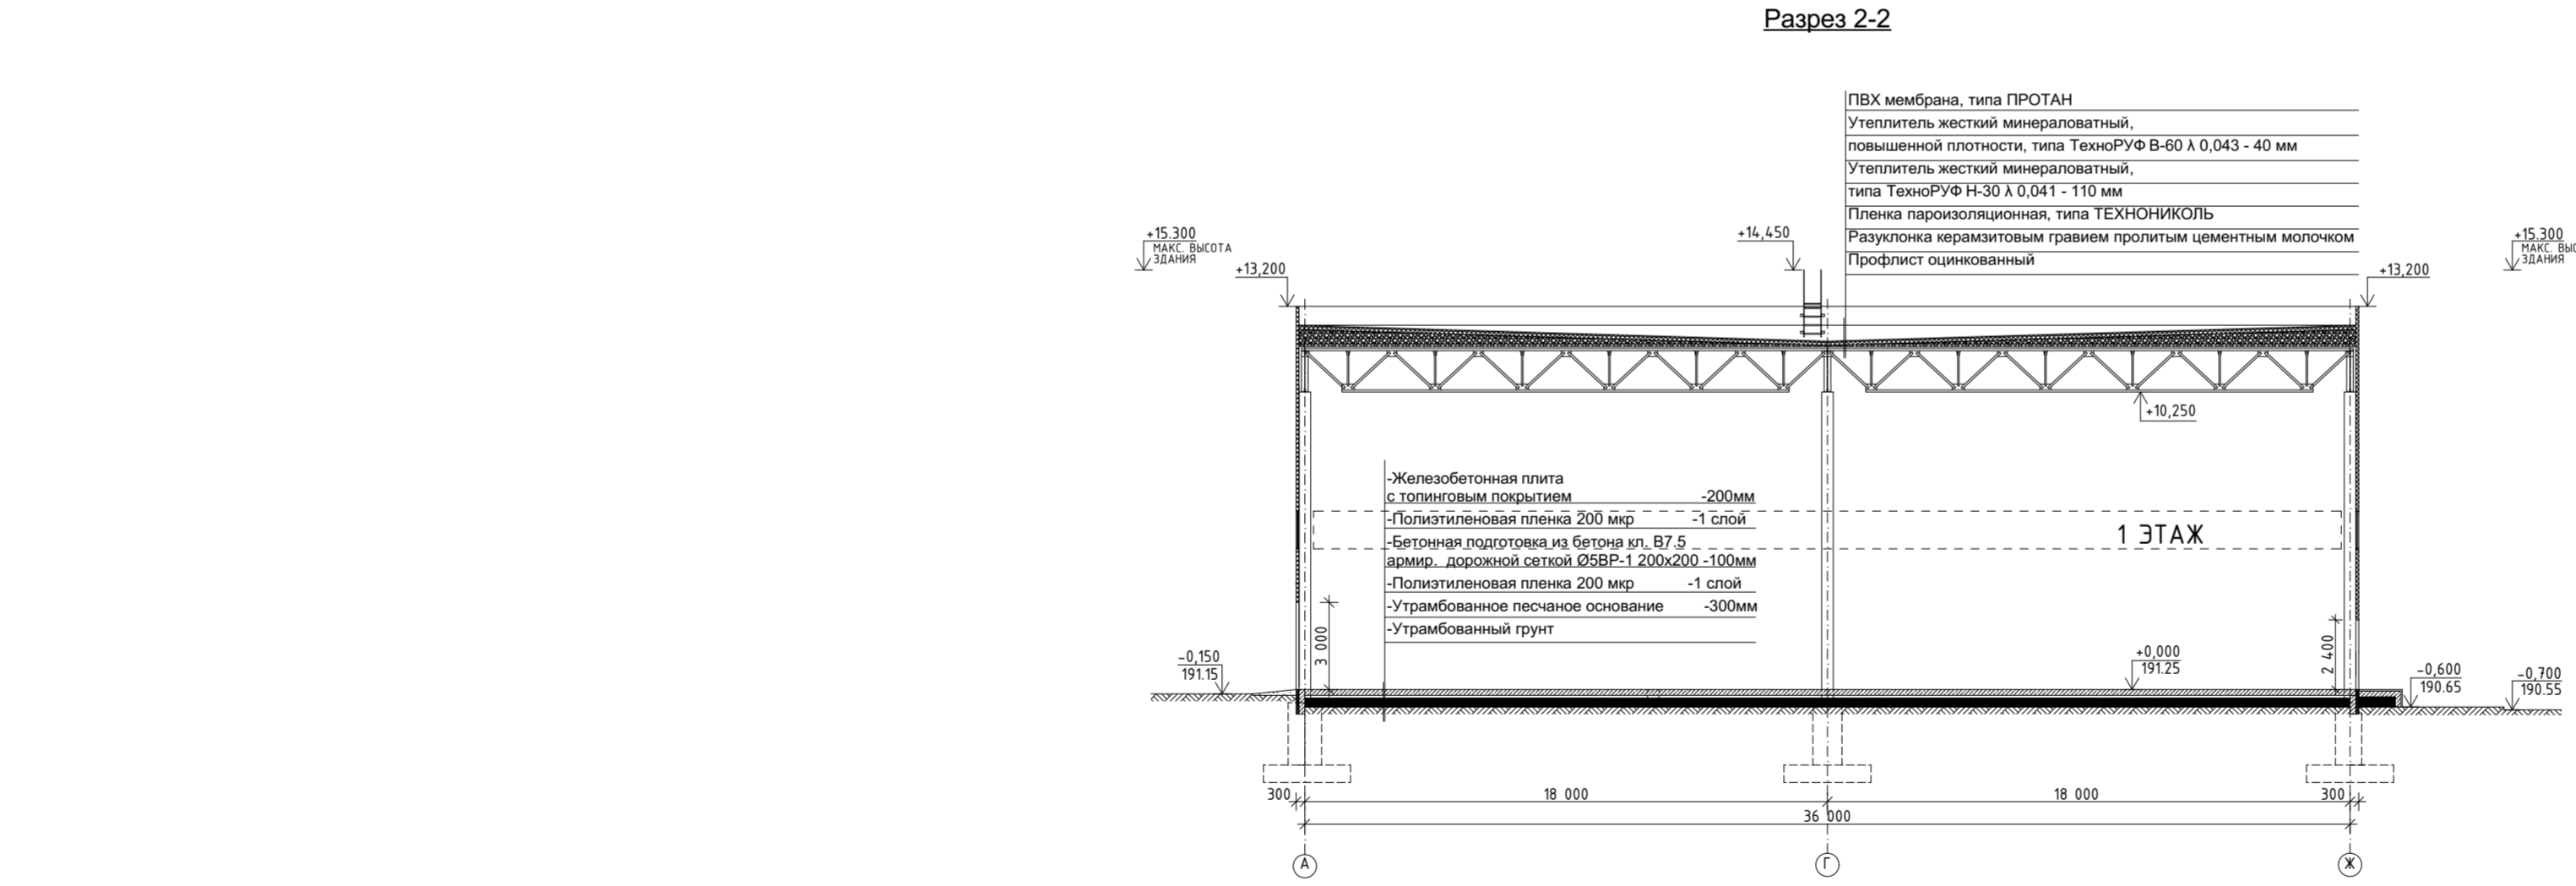 Разрез 2-2
ПВХ мембрана, типа ПРОТАН
Утеплитель жесткий минераловатный,
повышенной плотности, типа ТехноРУФ В-60 λ 0,043 - 40 мм
Утеплитель жесткий минераловатный,
типа ТехноРУФ Н-30 λ 0,041 - 110 мм
Пленка пароизоляционная, типа ТЕХНОНИКОЛЬ
Разуклонка керамзитовым гравием пролитым цементным молочком
Профлист оцинкованный
+15.300
МАКС. ВЫСОТА
ЗДАНИЯ
+13,200
+14,450
+13,200
+15.300
МАКС. ВЫС
ЗДАНИЯ
+10,250
-Железобетонная плита
с топинговым покрытием -200мм
-Полиэтиленовая пленка 200 мкр -1 слой
-Бетонная подготовка из бетона кл. В7.5
армир. дорожной сеткой Ø5ВР-1 200х200 -100мм
-Полиэтиленовая пленка 200 мкр -1 слой
-Утрамбованное песчаное основание -300мм
-Утрамбованный грунт
1 ЭТАЖ
3 000
2 400
-0,150
191.15
+0,000
191.25
-0,600
190.65
-0,700
190.55
300
18 000
18 000
300
36 000
А
Г
Ж